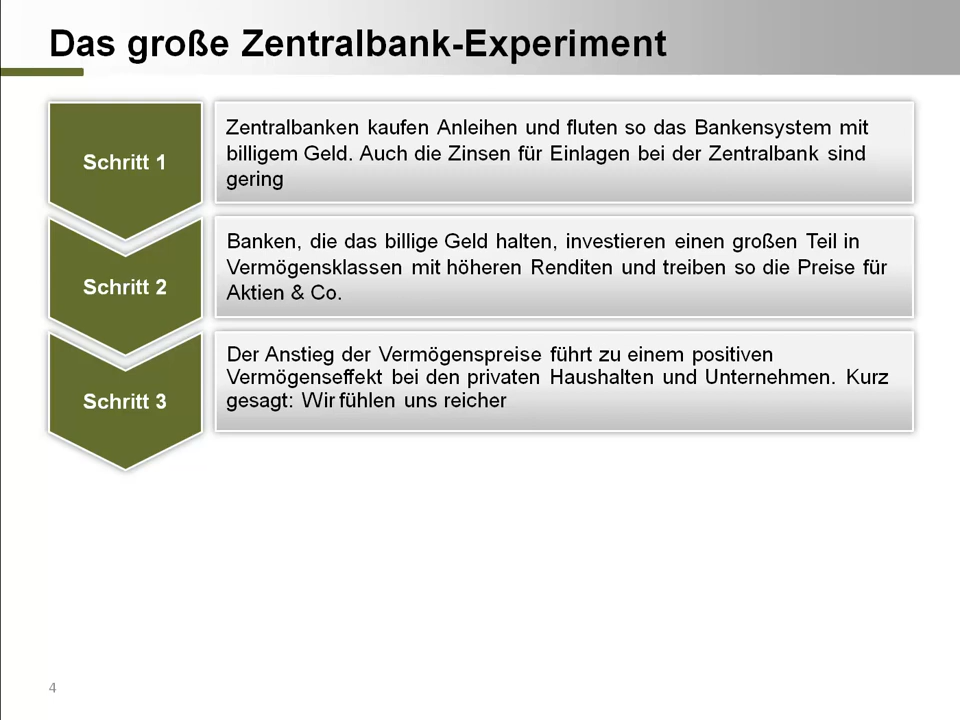 Das große Zentralbank-Experiment
Schritt 1
Zentralbanken kaufen Anleihen und fluten so das Bankensystem mit
billigem Geld. Auch die Zinsen für Einlagen bei der Zentralbank sind
gering
Schritt 2
Banken, die das billige Geld halten, investieren einen großen Teil in
Vermögensklassen mit höheren Renditen und treiben so die Preise für
Aktien & Co.
Schritt 3
Der Anstieg der Vermögenspreise führt zu einem positiven
Vermögenseffekt bei den privaten Haushalten und Unternehmen. Kurz
gesagt: Wir fühlen uns reicher
4